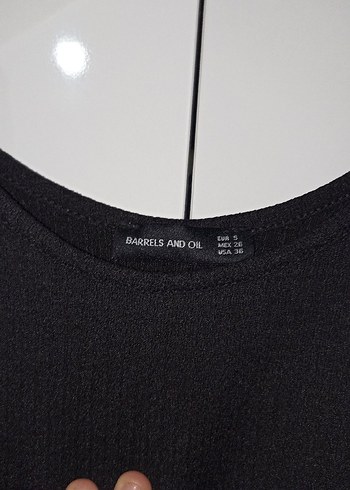 BARRELS AND OIL
EUR S
MEX 26
USA 36